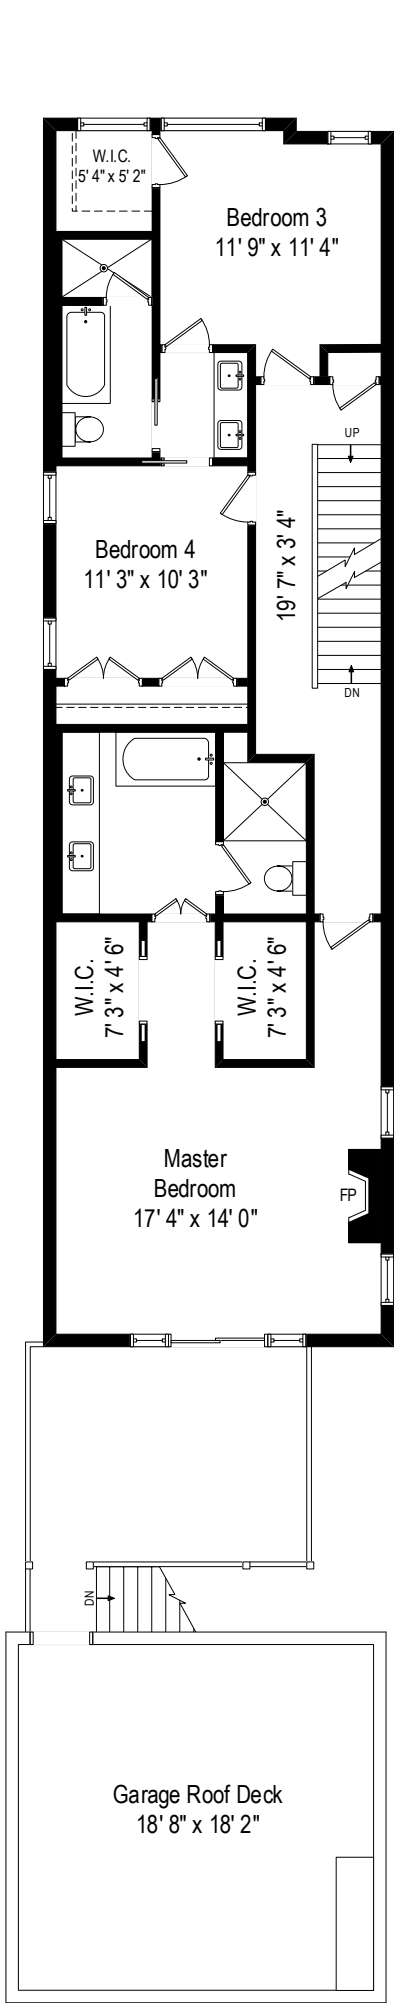 W.I.C.
5' 4" x 5' 2"
Bedroom 3
11' 9" x 11' 4"
UP
Bedroom 4
11' 3" x 10' 3"
19' 7" x 3' 4"
DN
W.I.C.
7' 3" x 4' 6"
W.I.C.
7' 3" x 4' 6"
Master
Bedroom
17' 4" x 14' 0"
FP
DN
Garage Roof Deck
18' 8" x 18' 2"